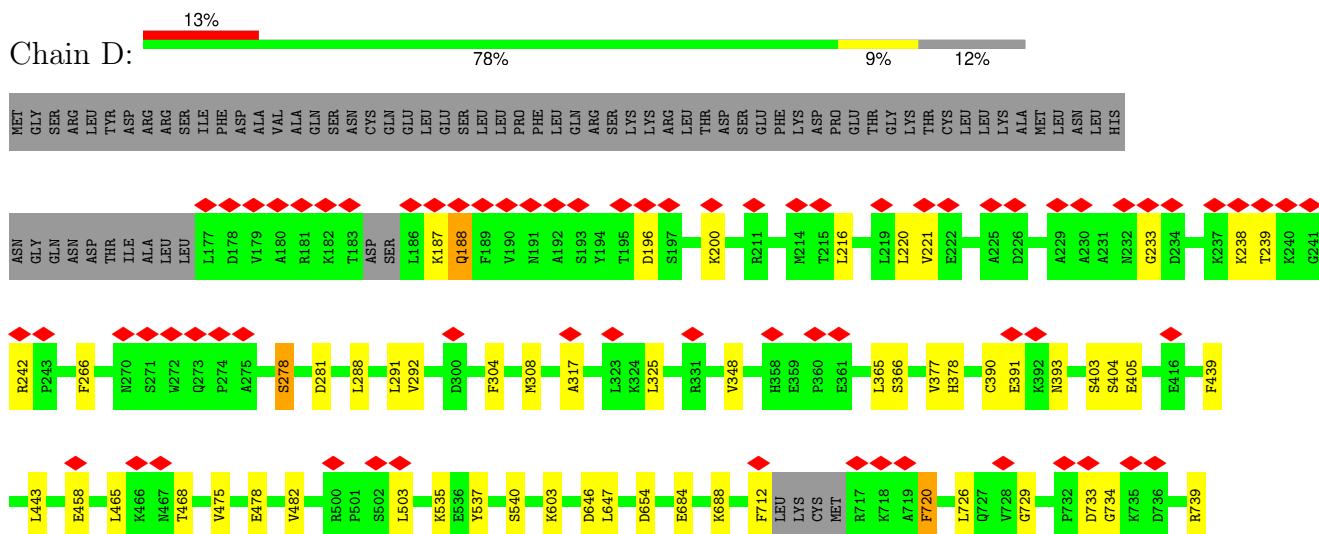 13%
Chain D:
78% 9% 12%
MET GLY SER ARG LEU TYR ASP ARG ARG SER ILE PHE ASP ALA VAL ALA GLN SER ASN CYS GLN GLU LEU GLU SER LEU LEU PRO PHE LEU GLN ARG SER LYS LYS ARG LEU THR ASP SER GLU PHE LYS ASP PRO GLU THR GLY LYS THR CYS LEU LEU LYS ALA MET LEU ASN LEU HIS
ASN GLY GLN ASN ASP THR ILE ALA LEU LEU L177 D178 V179 A180 R181 K182 T183 ASP SER L186 K187 Q188 F189 V190 N191 A192 S193 Y194 T195 D196 S197 K200 R211 M214 T215 L216 L219 L220 V221 E222 A225 D226 A229 A230 A231 N232 G233 D234 K237 K238 T239 K240 G241
R242 P243 F266 N270 S271 W272 Q273 P274 A275 S278 D281 L288 L291 V292 D300 F304 M308 A317 L323 K324 L325 R331 V348 H358 E359 P360 E361 L365 S366 V377 H378 C390 E391 K392 N393 S403 S404 E405 E416 F439
L443 E458 L465 K466 N467 T468 V475 E478 V482 R500 P501 S502 L503 K535 E536 Y537 S540 K603 D646 L647 D654 E684 K688 F712 LEU LYS CYS MET R717 K718 A719 F720 L726 Q727 V728 G729 P732 D733 G734 K735 D736 R739